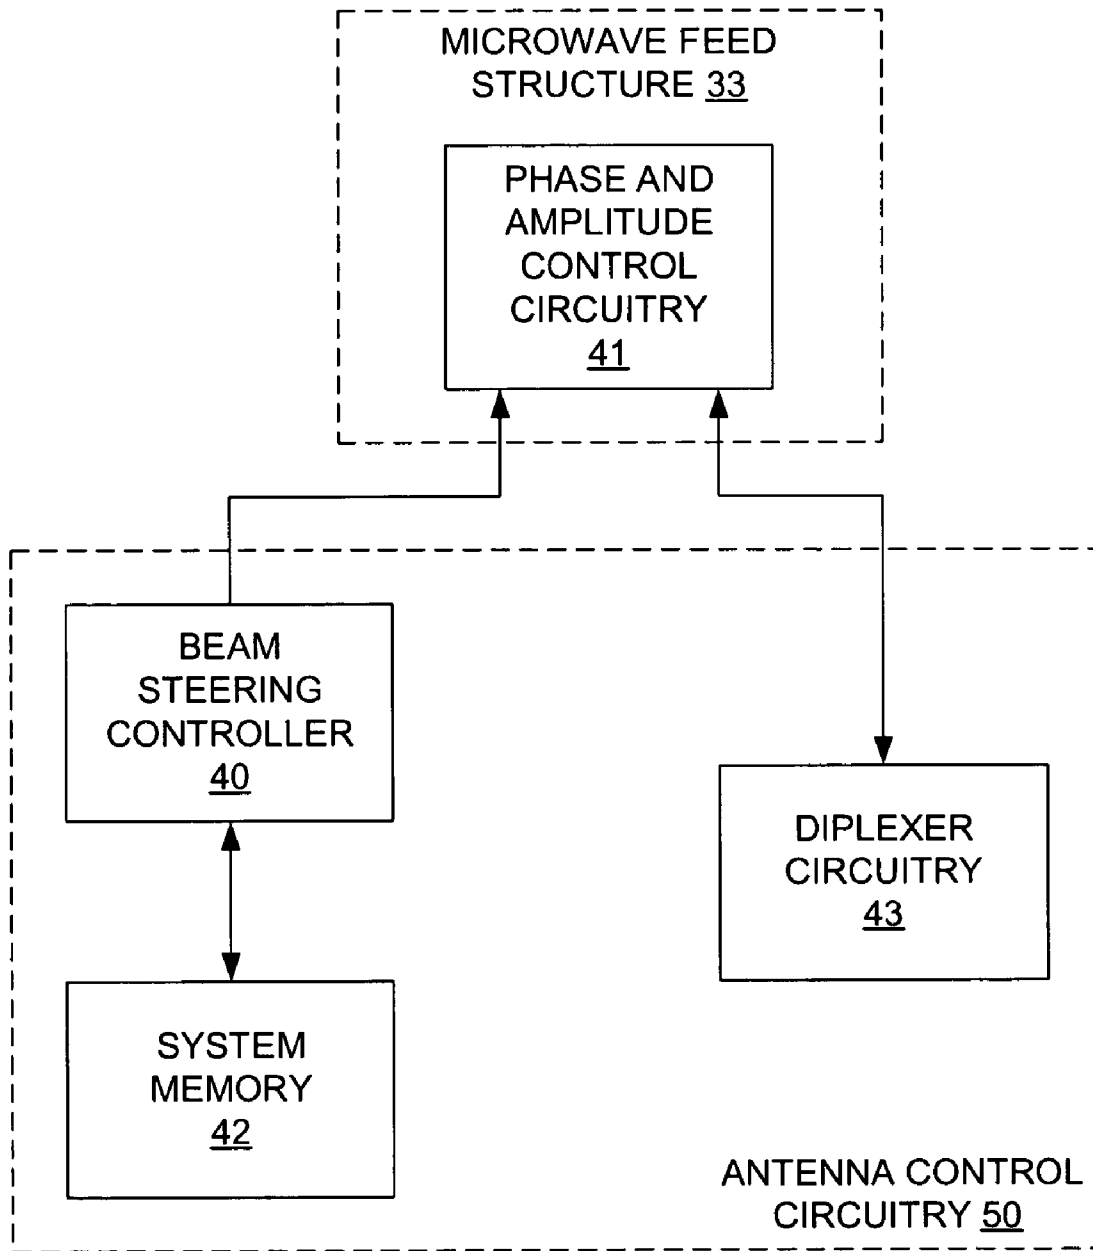 MICROWAVE FEED
STRUCTURE 33
PHASE AND
AMPLITUDE
CONTROL
CIRCUITRY
41
BEAM
STEERING
CONTROLLER
40
DIPLEXER
CIRCUITRY
43
SYSTEM
MEMORY
42
ANTENNA CONTROL
CIRCUITRY 50